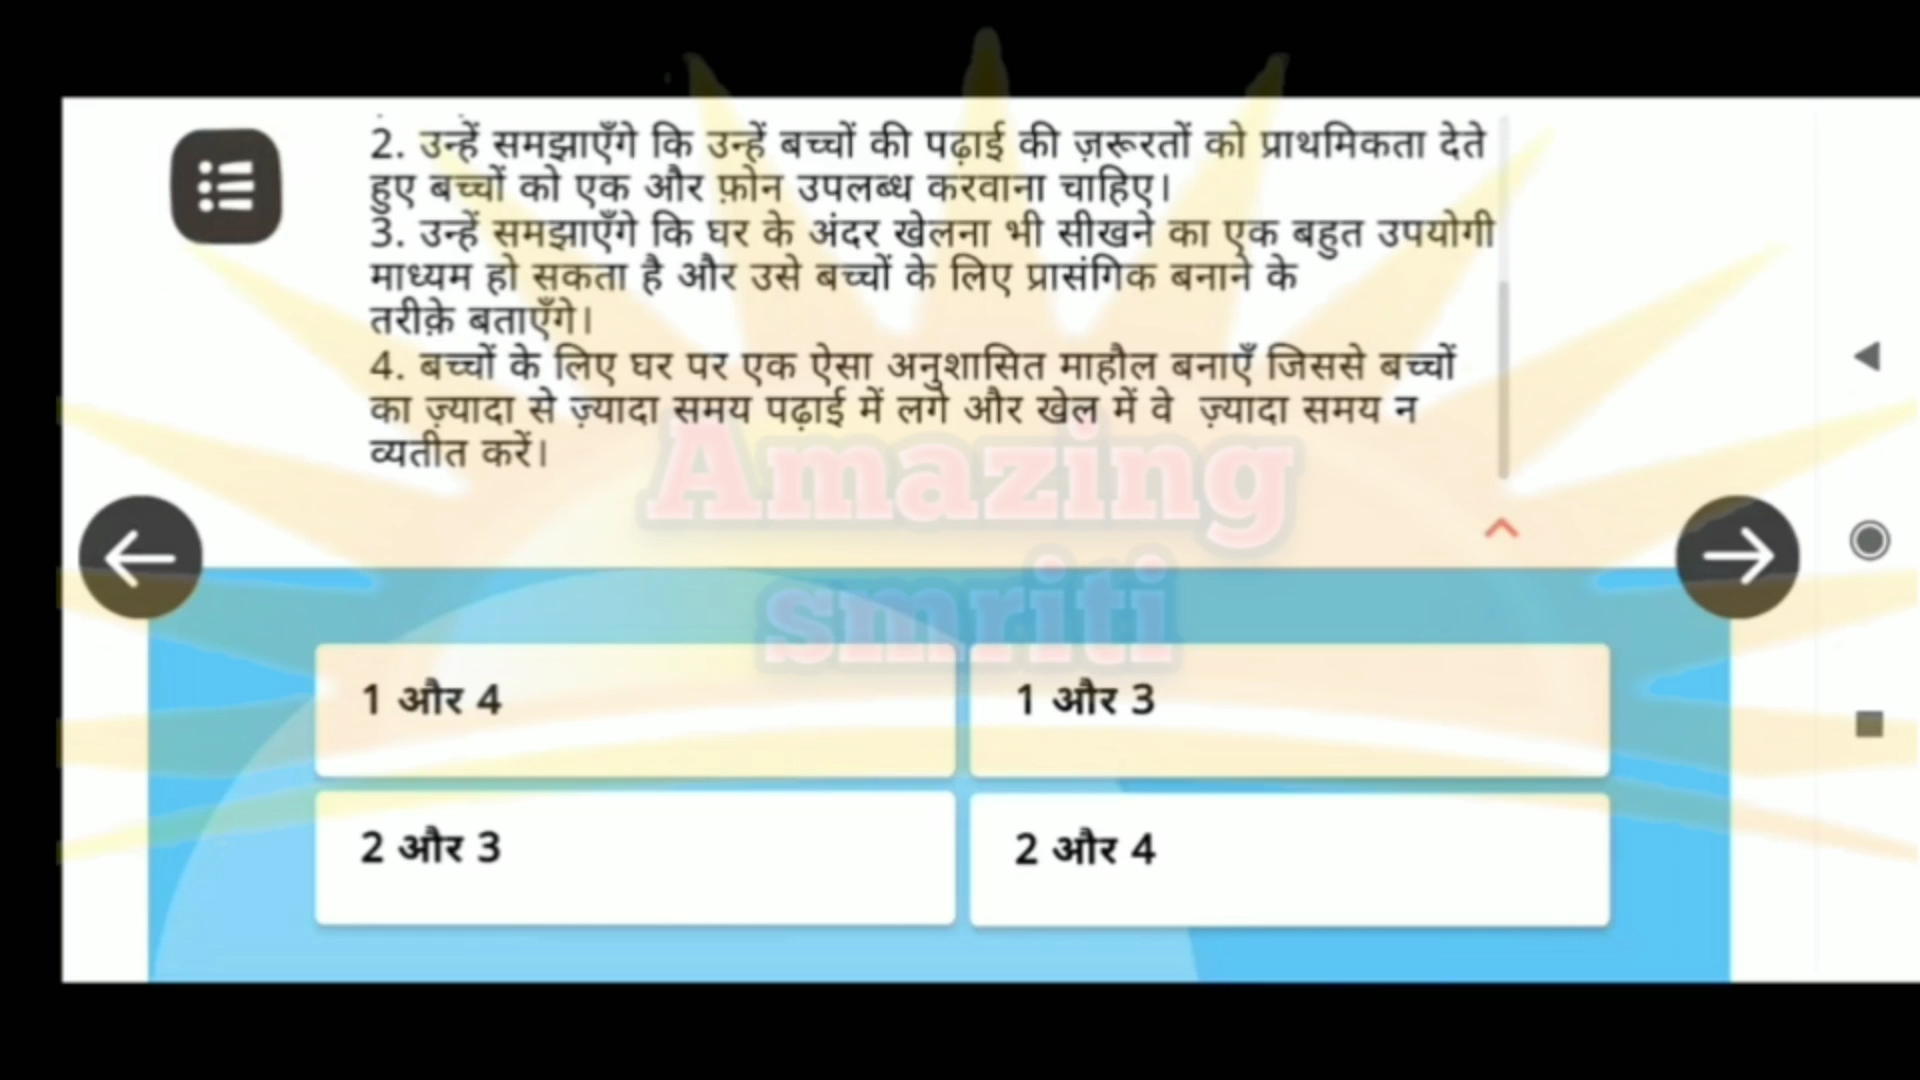 2. उन्हें समझाएँगे कि उन्हें बच्चों की पढ़ाई की ज़रूरतों को प्राथमिकता देते
हुए बच्चों को एक और फ़ोन उपलब्ध करवाना चाहिए।
3. उन्हें समझाएँगे कि घर के अंदर खेलना भी सीखने का एक बहुत उपयोगी
माध्यम हो सकता है और उसे बच्चों के लिए प्रासंगिक बनाने के
तरीक़े बताएँगे।
4. बच्चों के लिए घर पर एक ऐसा अनुशासित माहौल बनाएँ जिससे बच्चों
का ज़्यादा से ज़्यादा समय पढ़ाई में लगे और खेल में वे ज़्यादा समय न
व्यतीत करें।
Amazing
smriti
1 और 4
1 और 3
2 और 3
2 और 4